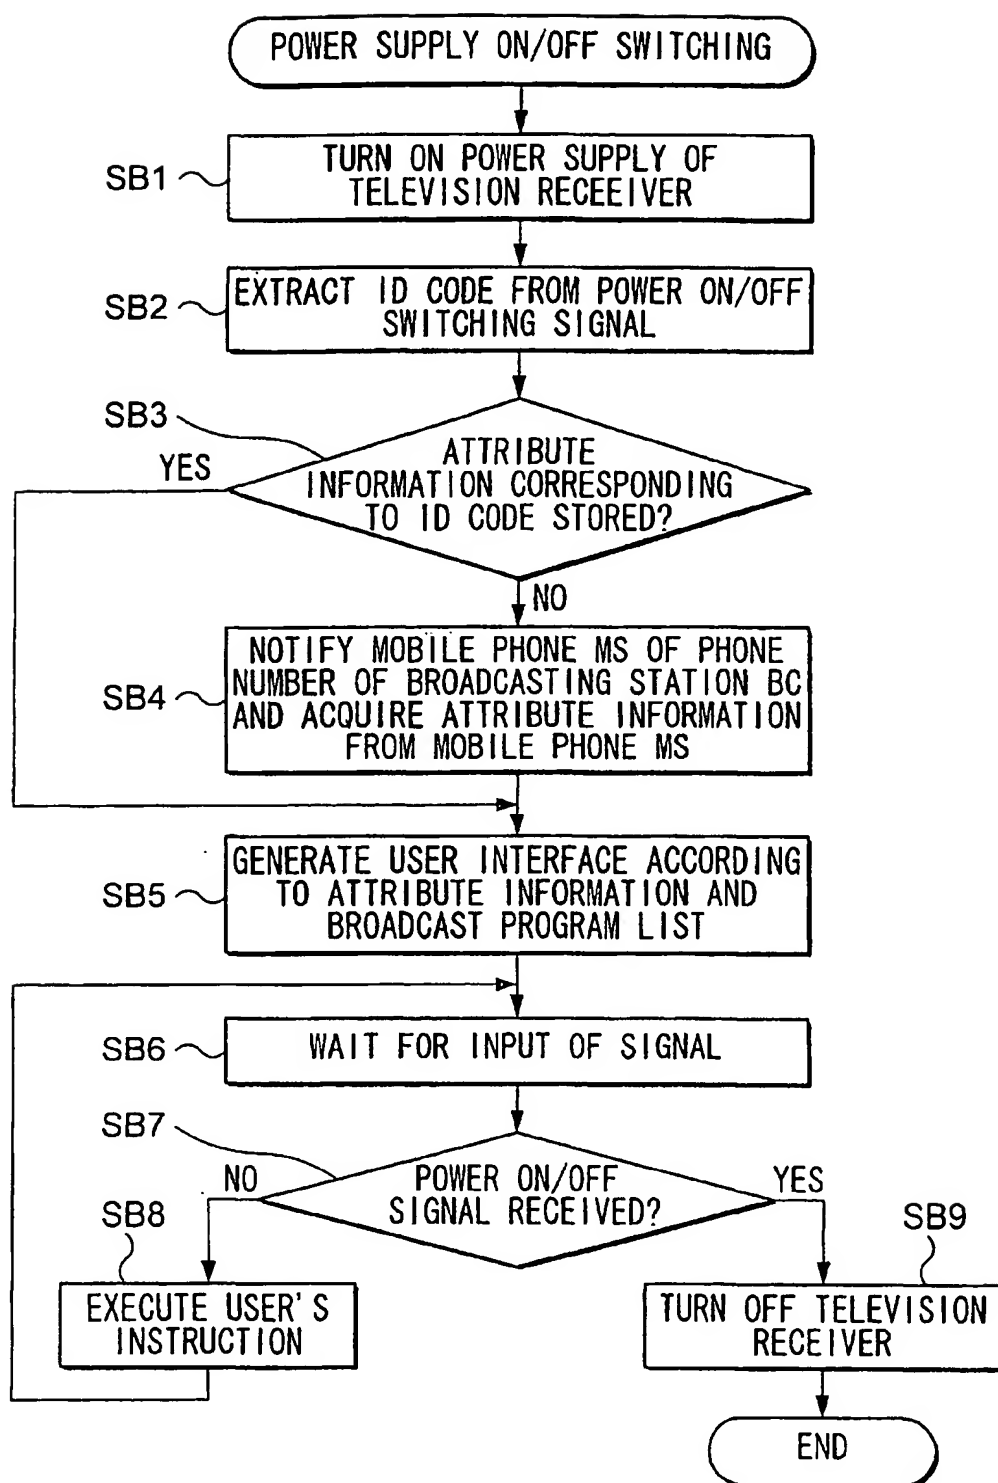 POWER SUPPLY ON/OFF SWITCHING
SB1
TURN ON POWER SUPPLY OF
TELEVISION RECEEIVER
SB2
EXTRACT ID CODE FROM POWER ON/OFF
SWITCHING SIGNAL
SB3
YES
ATTRIBUTE
INFORMATION CORRESPONDING
TO ID CODE STORED?
NO
SB4
NOTIFY MOBILE PHONE MS OF PHONE
NUMBER OF BROADCASTING STATION BC
AND ACQUIRE ATTRIBUTE INFORMATION
FROM MOBILE PHONE MS
SB5
GENERATE USER INTERFACE ACCORDING
TO ATTRIBUTE INFORMATION AND
BROADCAST PROGRAM LIST
SB6
WAIT FOR INPUT OF SIGNAL
SB7
NO
POWER ON/OFF
SIGNAL RECEIVED?
YES
SB8
EXECUTE USER'S
INSTRUCTION
SB9
TURN OFF TELEVISION
RECEIVER
END